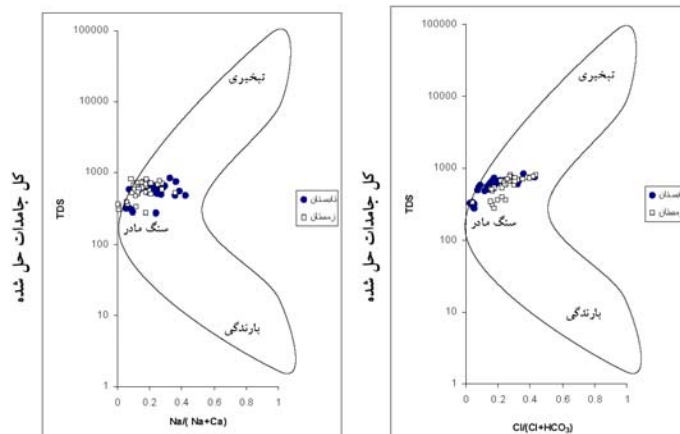 100000
10000
1000
100
10
1
TDS
کل جامدات حل شده
تبخیری
سنگ مادر
بارندگی
تابستان
زمستان
0
0.2
0.4
0.6
0.8
1
Na/( Na+Ca)
100000
10000
1000
100
10
1
TDS
کل جامدات حل شده
تبخیری
سنگ مادر
بارندگی
0
0.2
0.4
0.6
0.8
1
Cl/(Cl+HCO₃)